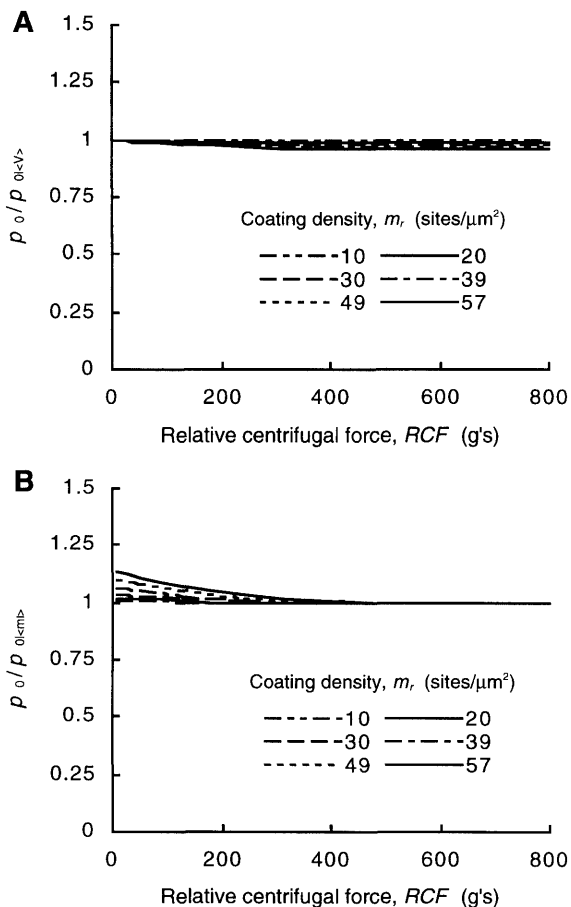 A
1.5
1.25
1
0.75
0.5
0.25
0
p 0 / p 0|<V>
Coating density, mr (sites/μm²)
10 20
30 39
49 57
0 200 400 600 800
Relative centrifugal force, RCF (g's)
B
1.5
1.25
1
0.75
0.5
0.25
0
p 0 / p 0|<ml>
Coating density, mr (sites/μm²)
10 20
30 39
49 57
0 200 400 600 800
Relative centrifugal force, RCF (g's)